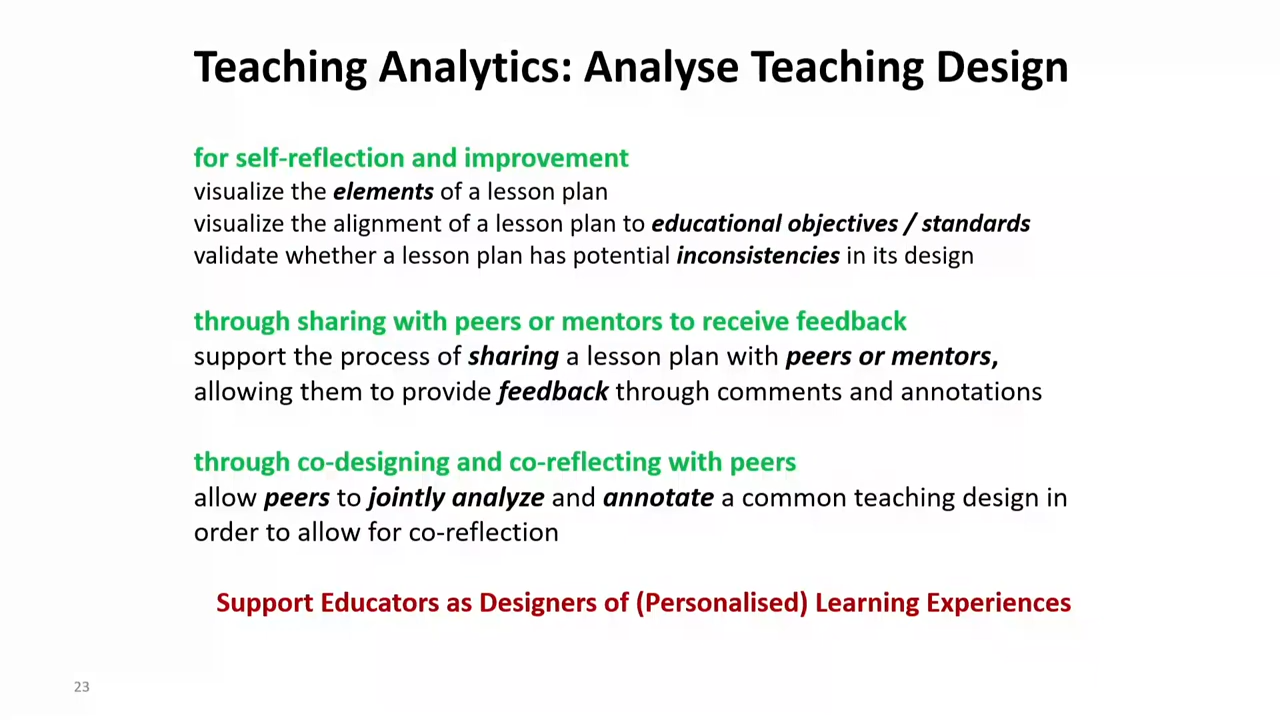 Teaching Analytics: Analyse Teaching Design
for self-reflection and improvement
visualize the elements of a lesson plan
visualize the alignment of a lesson plan to educational objectives / standards
validate whether a lesson plan has potential inconsistencies in its design
through sharing with peers or mentors to receive feedback
support the process of sharing a lesson plan with peers or mentors,
allowing them to provide feedback through comments and annotations
through co-designing and co-reflecting with peers
allow peers to jointly analyze and annotate a common teaching design in
order to allow for co-reflection
Support Educators as Designers of (Personalised) Learning Experiences
23